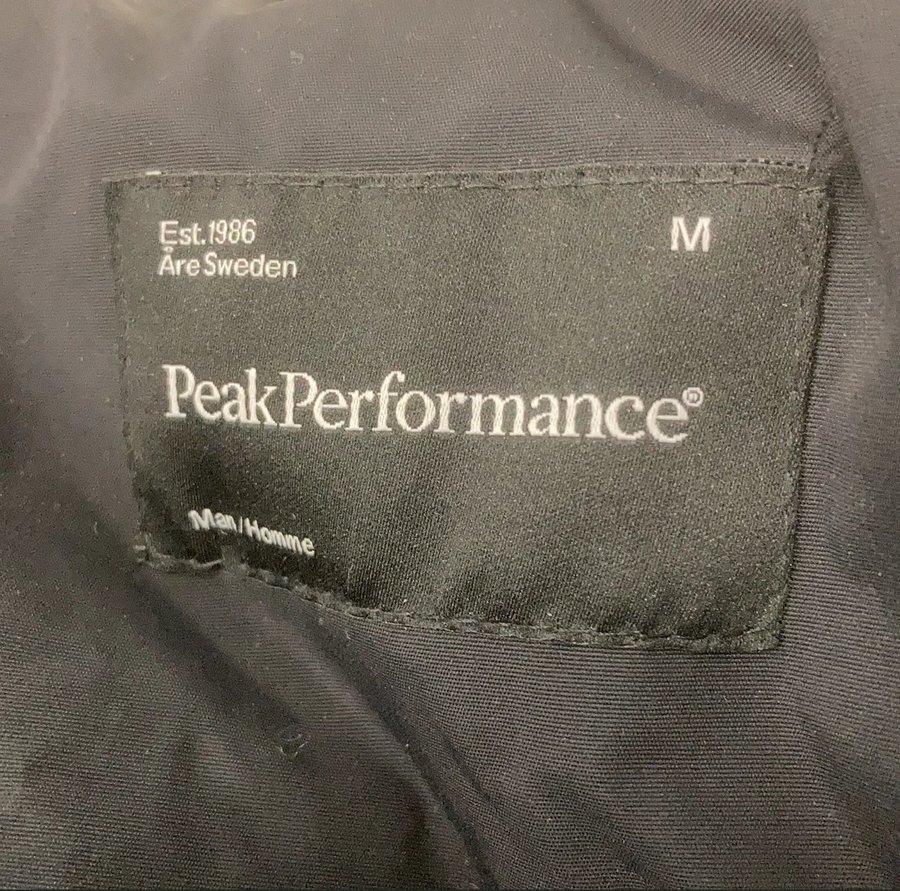 Est.1986
Åre Sweden
M
PeakPerformance®
Man/Homme